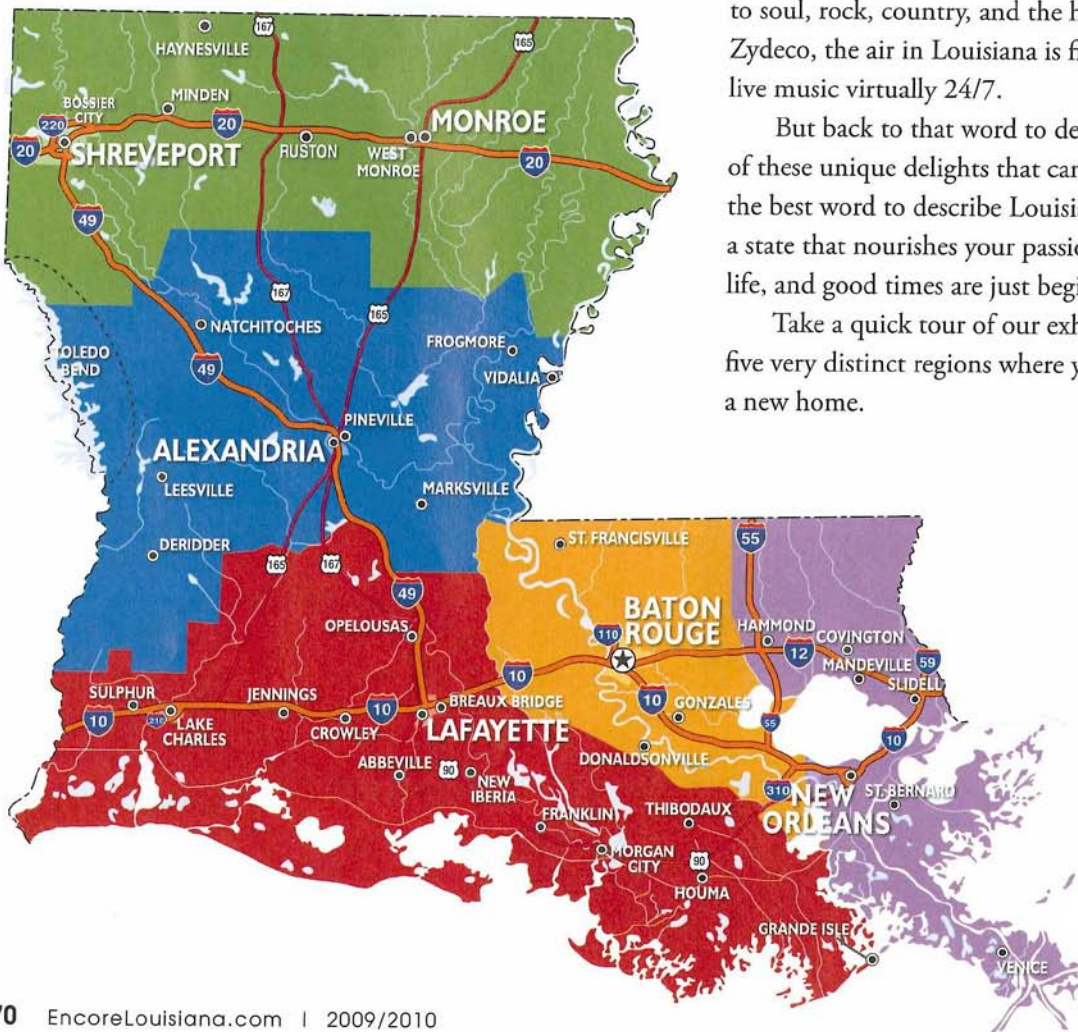 to soul, rock, country, and the h
Zydeco, the air in Louisiana is fi
live music virtually 24/7.
But back to that word to de
of these unique delights that can
the best word to describe Louisia
a state that nourishes your passio
life, and good times are just begi
Take a quick tour of our exh
five very distinct regions where y
a new home.
167
HAYNESVILLE
165
BOSSIER
CITY
MINDEN
220
20
MONROE
20
SHREVEPORT
RUSTON
WEST
MONROE
20
49
167
165
NATCHITOCHES
FROGMORE
TOLEDO
BEND
49
VIDALIA
PINEVILLE
ALEXANDRIA
LEESVILLE
MARKSVILLE
DERIDDER
ST. FRANCISVILLE
55
165
167
49
BATON
ROUGE
OPELOUSAS
110
HAMMOND
COVINGTON
12
MANDEVILLE
59
SLIDELL
10
SULPHUR
JENNINGS
BREAUX BRIDGE
10
GONZALES
10
210
LAKE
CHARLES
CROWLEY
10
LAFAYETTE
55
10
DONALDSONVILLE
ABBEVILLE
90
NEW
IBERIA
310
NEW
ORLEANS
ST. BERNARD
FRANKLIN
THIBODAUX
MORGAN
CITY
90
HOUMA
GRANDE ISLE
VENICE
70 EncoreLouisiana.com | 2009/2010